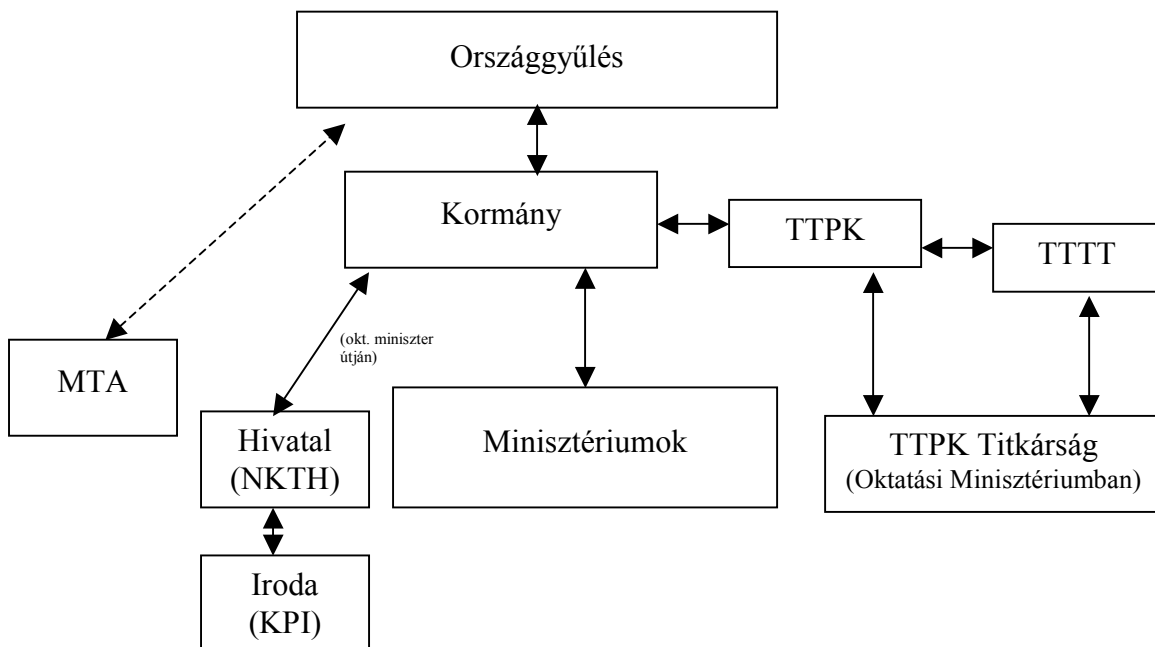 Országgyűlés
Kormány
TTPK
TTTT
(okt. miniszter
útján)
MTA
Hivatal
(NKTH)
Minisztériumok
TTPK Titkárság
(Oktatási Minisztériumban)
Iroda
(KPI)